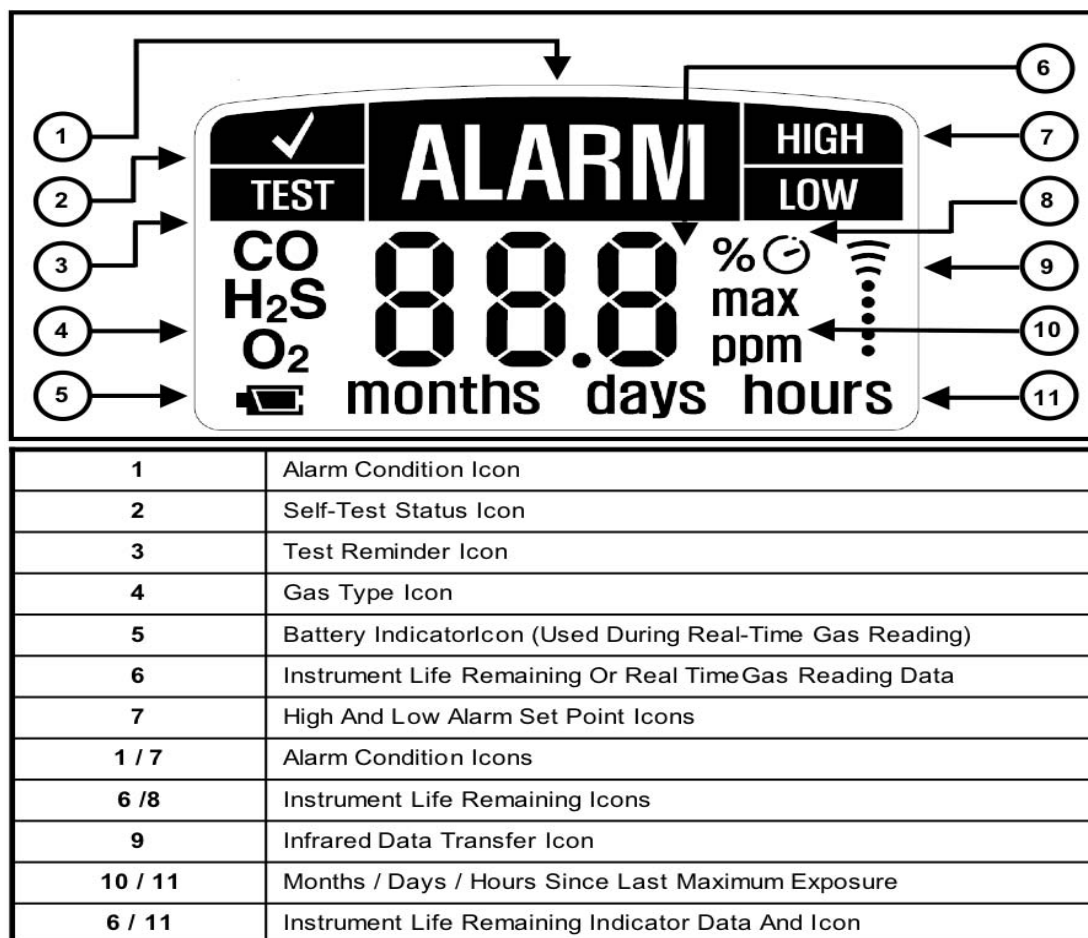 1
6
✓
ALARM
HIGH
7
2
TEST
LOW
8
3
CO
88.8
%
9
H2S
max
4
O2
ppm
10
5
months days hours
11
1 Alarm Condition Icon
2 Self-Test Status Icon
3 Test Reminder Icon
4 Gas Type Icon
5 Battery IndicatorIcon (Used During Real-Time Gas Reading)
6 Instrument Life Remaining Or Real TimeGas Reading Data
7 High And Low Alarm Set Point Icons
1 / 7 Alarm Condition Icons
6 /8 Instrument Life Remaining Icons
9 Infrared Data Transfer Icon
10 / 11 Months / Days / Hours Since Last Maximum Exposure
6 / 11 Instrument Life Remaining Indicator Data And Icon